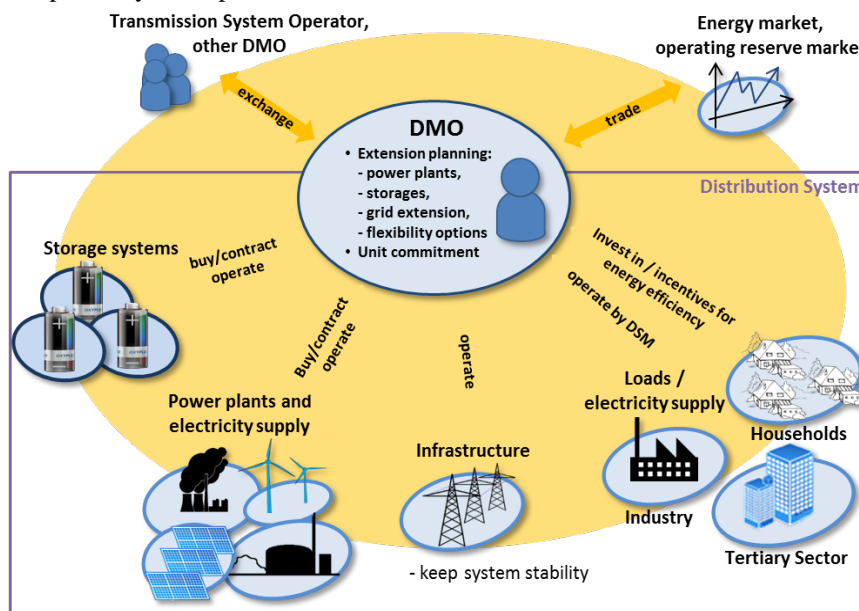 Transmission System Operator,
other DMO
Energy market,
operating reserve marke
exchange
trade
DMO
• Extension planning:
- power plants,
- storages,
- grid extension,
- flexibility options
• Unit commitment
Distribution System
Storage systems
buy/contract
operate
Buy/contract
operate
operate
Invest in / incentives for
energy efficiency
operate by DSM
Power plants and
electricity supply
Infrastructure
- keep system stability
Loads /
electricity supply
Industry
Households
Tertiary Sector